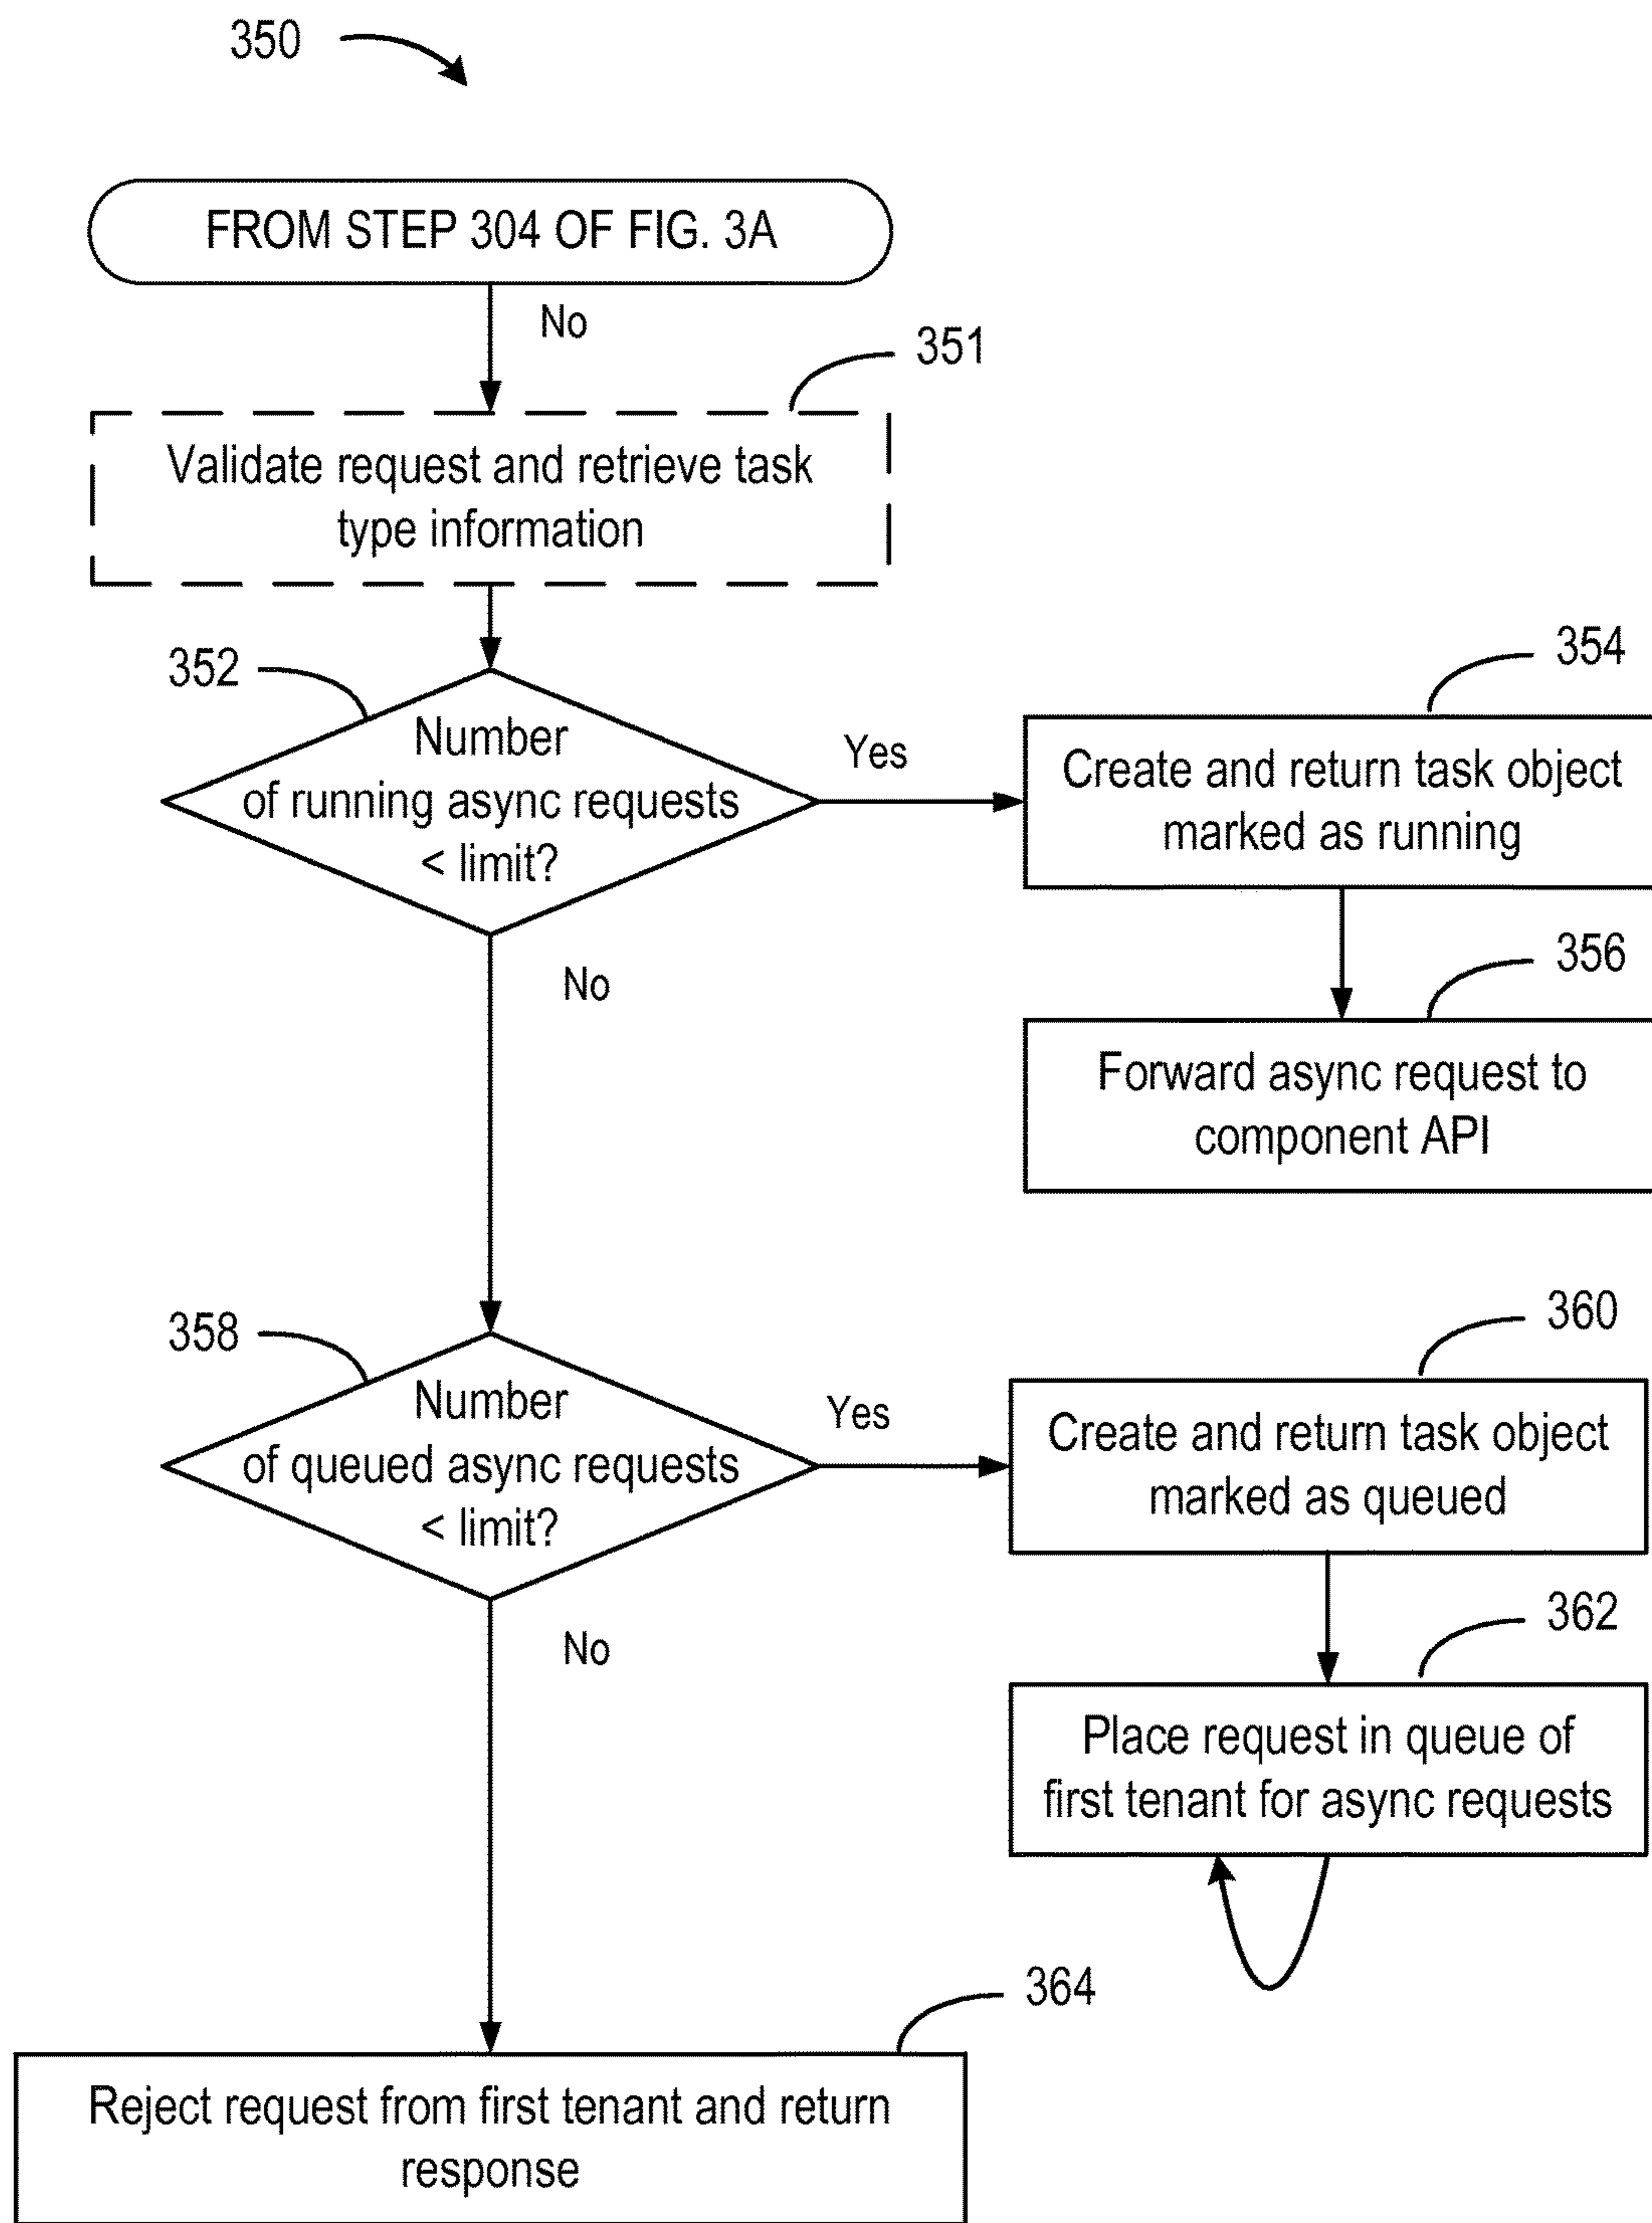 350
FROM STEP 304 OF FIG. 3A
No
351
Validate request and retrieve task
type information
352
Number
of running async requests
< limit?
Yes
354
Create and return task object
marked as running
No
356
Forward async request to
component API
358
Number
of queued async requests
< limit?
Yes
360
Create and return task object
marked as queued
No
362
Place request in queue of
first tenant for async requests
364
Reject request from first tenant and return
response